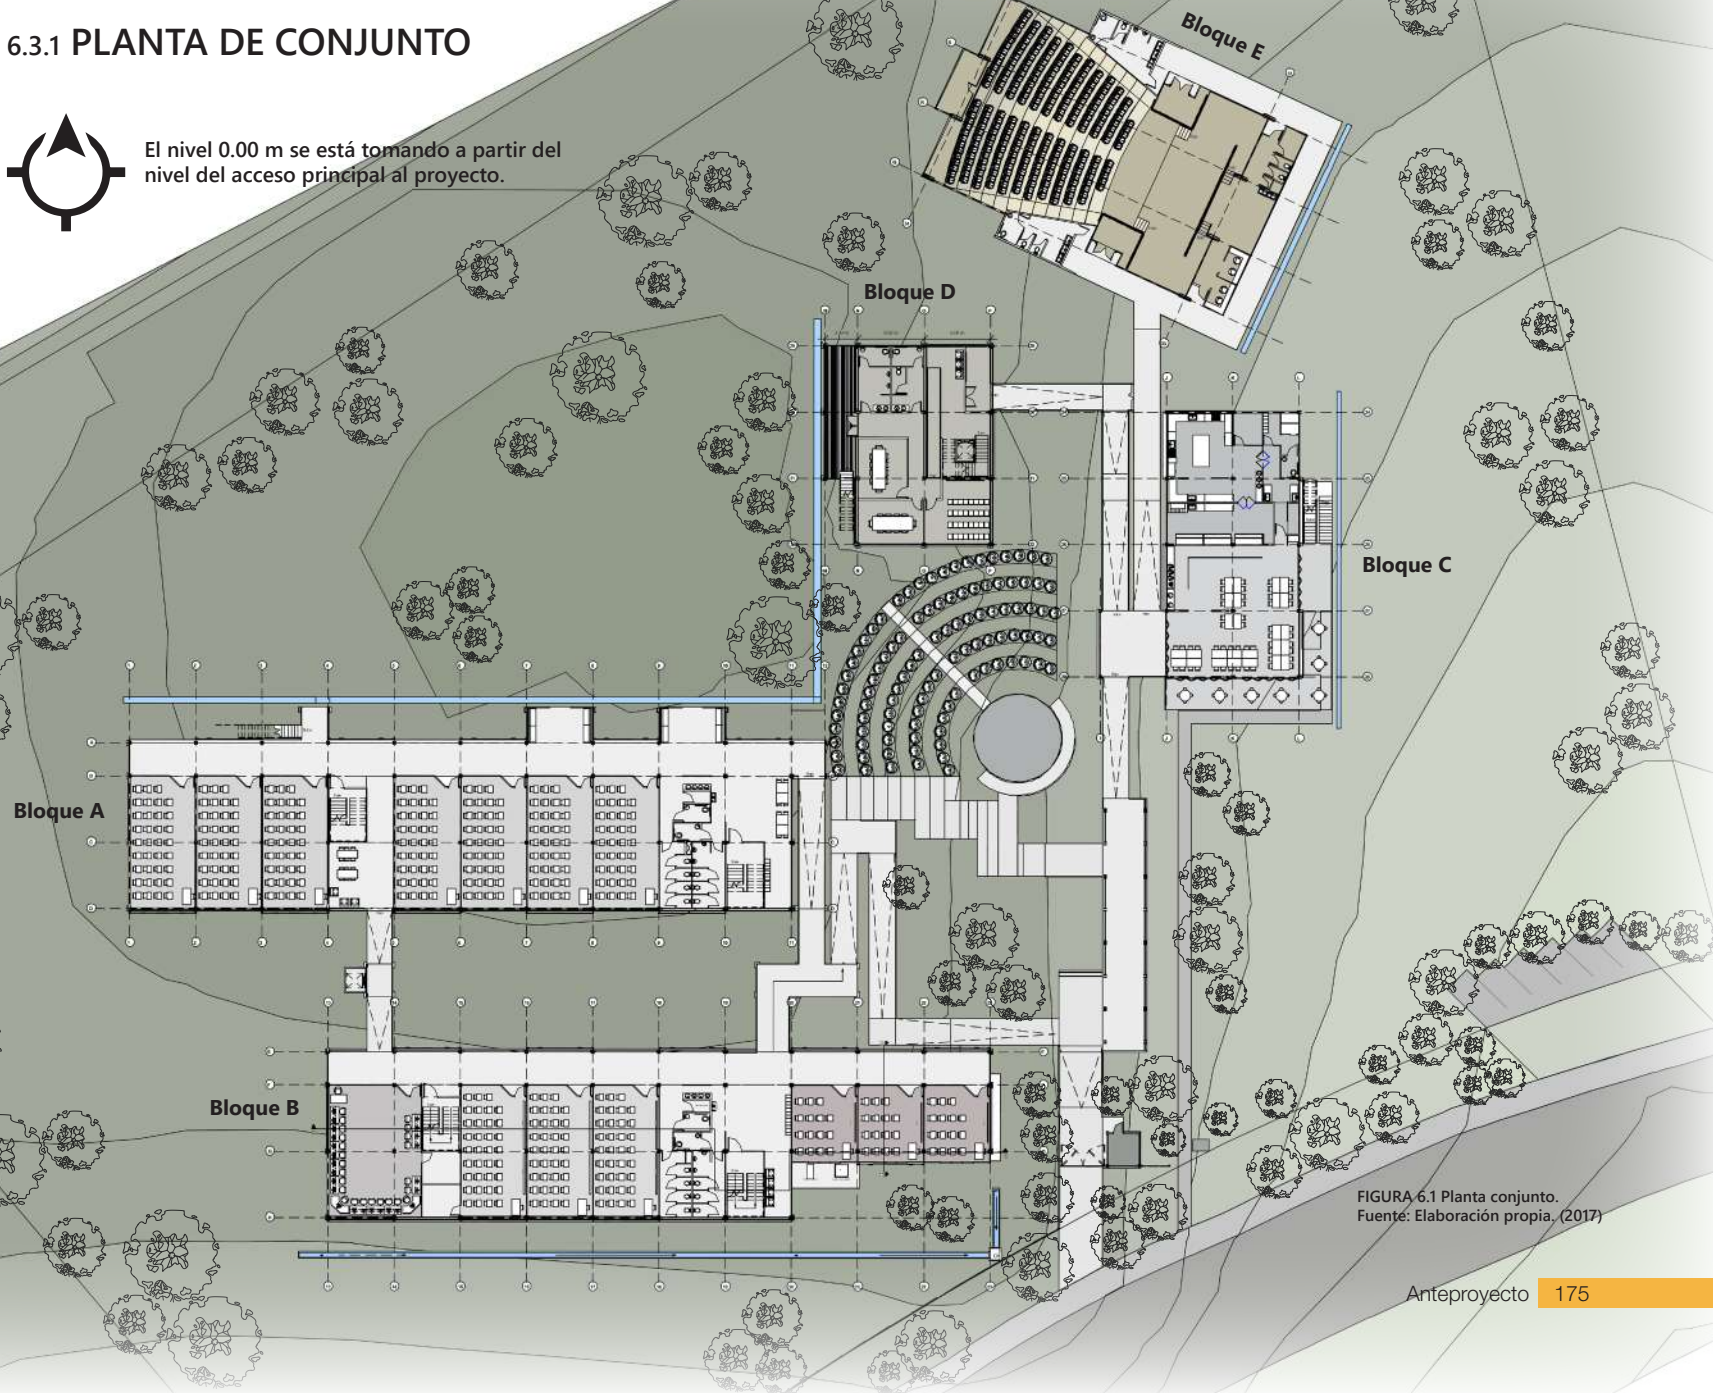 6.3.1 PLANTA DE CONJUNTO
El nivel 0.00 m se está tomando a partir del
nivel del acceso principal al proyecto.
Bloque E
Bloque D
Bloque C
Bloque A
Bloque B
FIGURA 6.1 Planta conjunto.
Fuente: Elaboración propia. (2017)
Anteproyecto 175